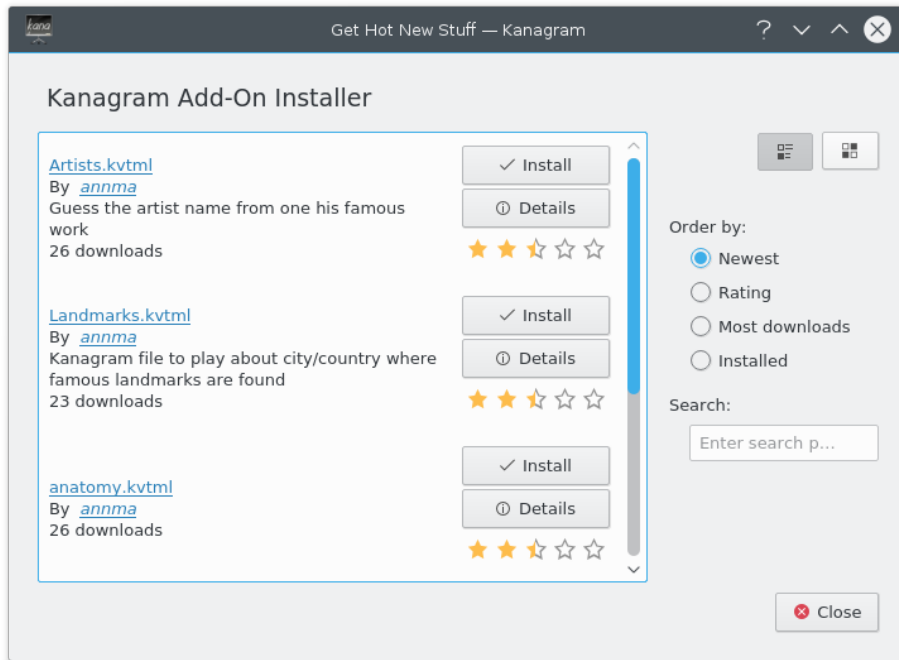 kana
Get Hot New Stuff — Kanagram
?
Kanagram Add-On Installer
Artists.kvtml
By annma
Guess the artist name from one his famous
work
26 downloads
Install
Details
Landmarks.kvtml
By annma
Kanagram file to play about city/country where
famous landmarks are found
23 downloads
Install
Details
anatomy.kvtml
By annma
26 downloads
Install
Details
Order by:
Newest
Rating
Most downloads
Installed
Search:
Enter search p...
Close